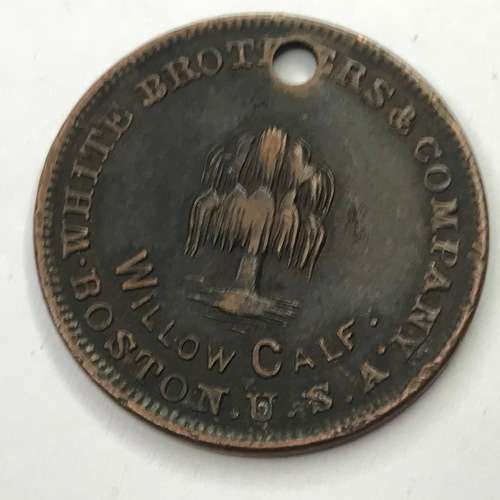 WHITE BROTHERS & COMPANY.
WILLOW CALF.
BOSTON. U. S. A.